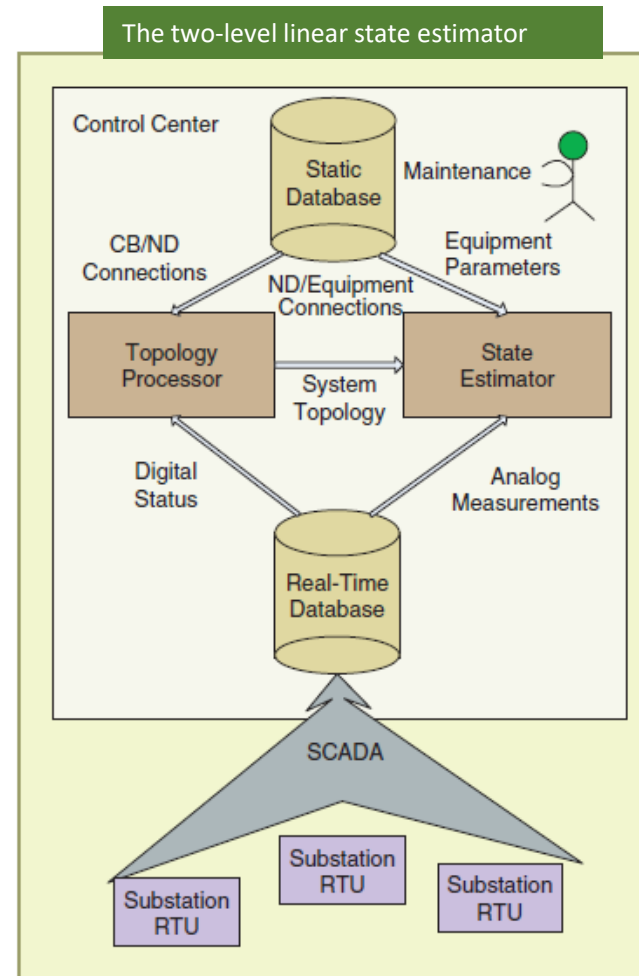 The two-level linear state estimator
Control Center
Static
Database
Maintenance
CB/ND
Connections
ND/Equipment
Connections
Equipment
Parameters
Topology
Processor
System
Topology
State
Estimator
Digital
Status
Analog
Measurements
Real-Time
Database
SCADA
Substation
RTU
Substation
RTU
Substation
RTU